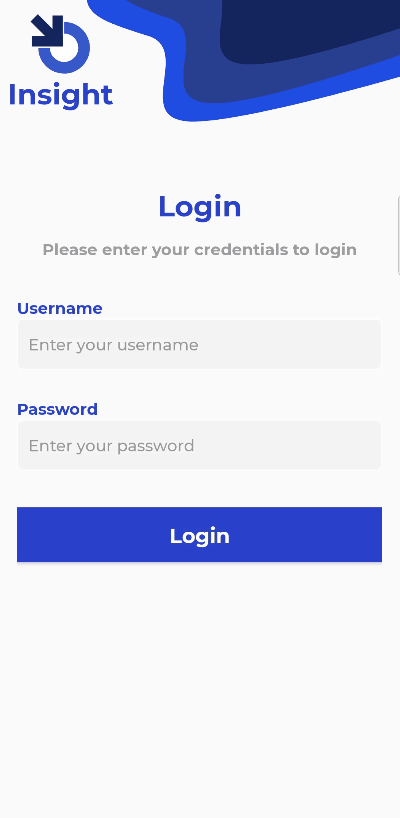 Insight
Login
Please enter your credentials to login
Username
Enter your username
Password
Enter your password
Login